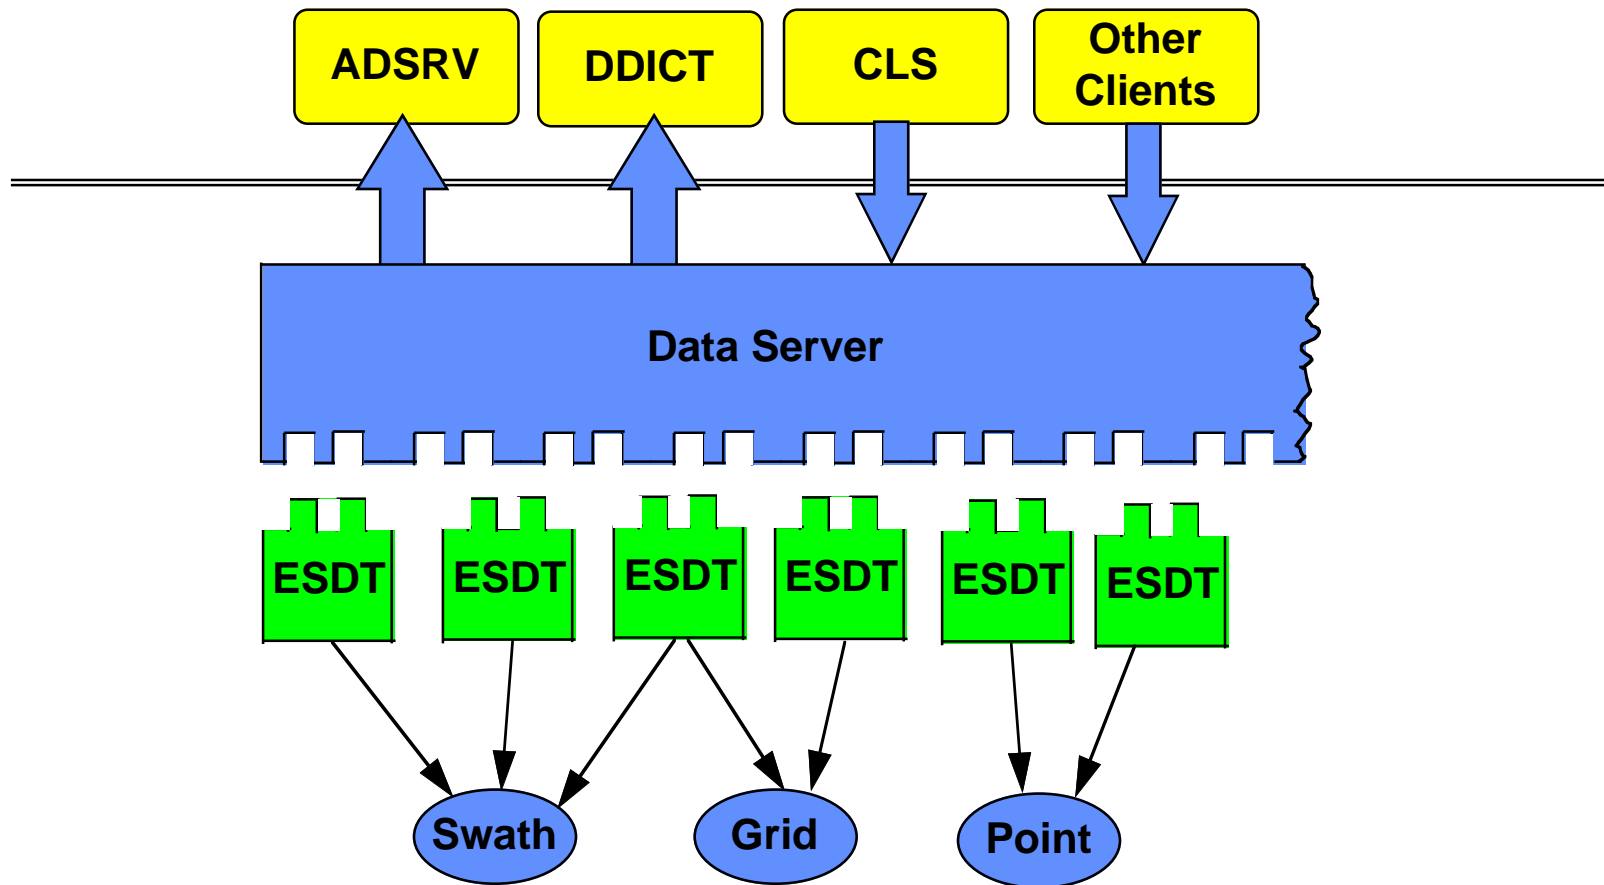 ADSRV
DDICT
CLS
Other
Clients
Data Server
ESDT
ESDT
ESDT
ESDT
ESDT
ESDT
Swath
Grid
Point